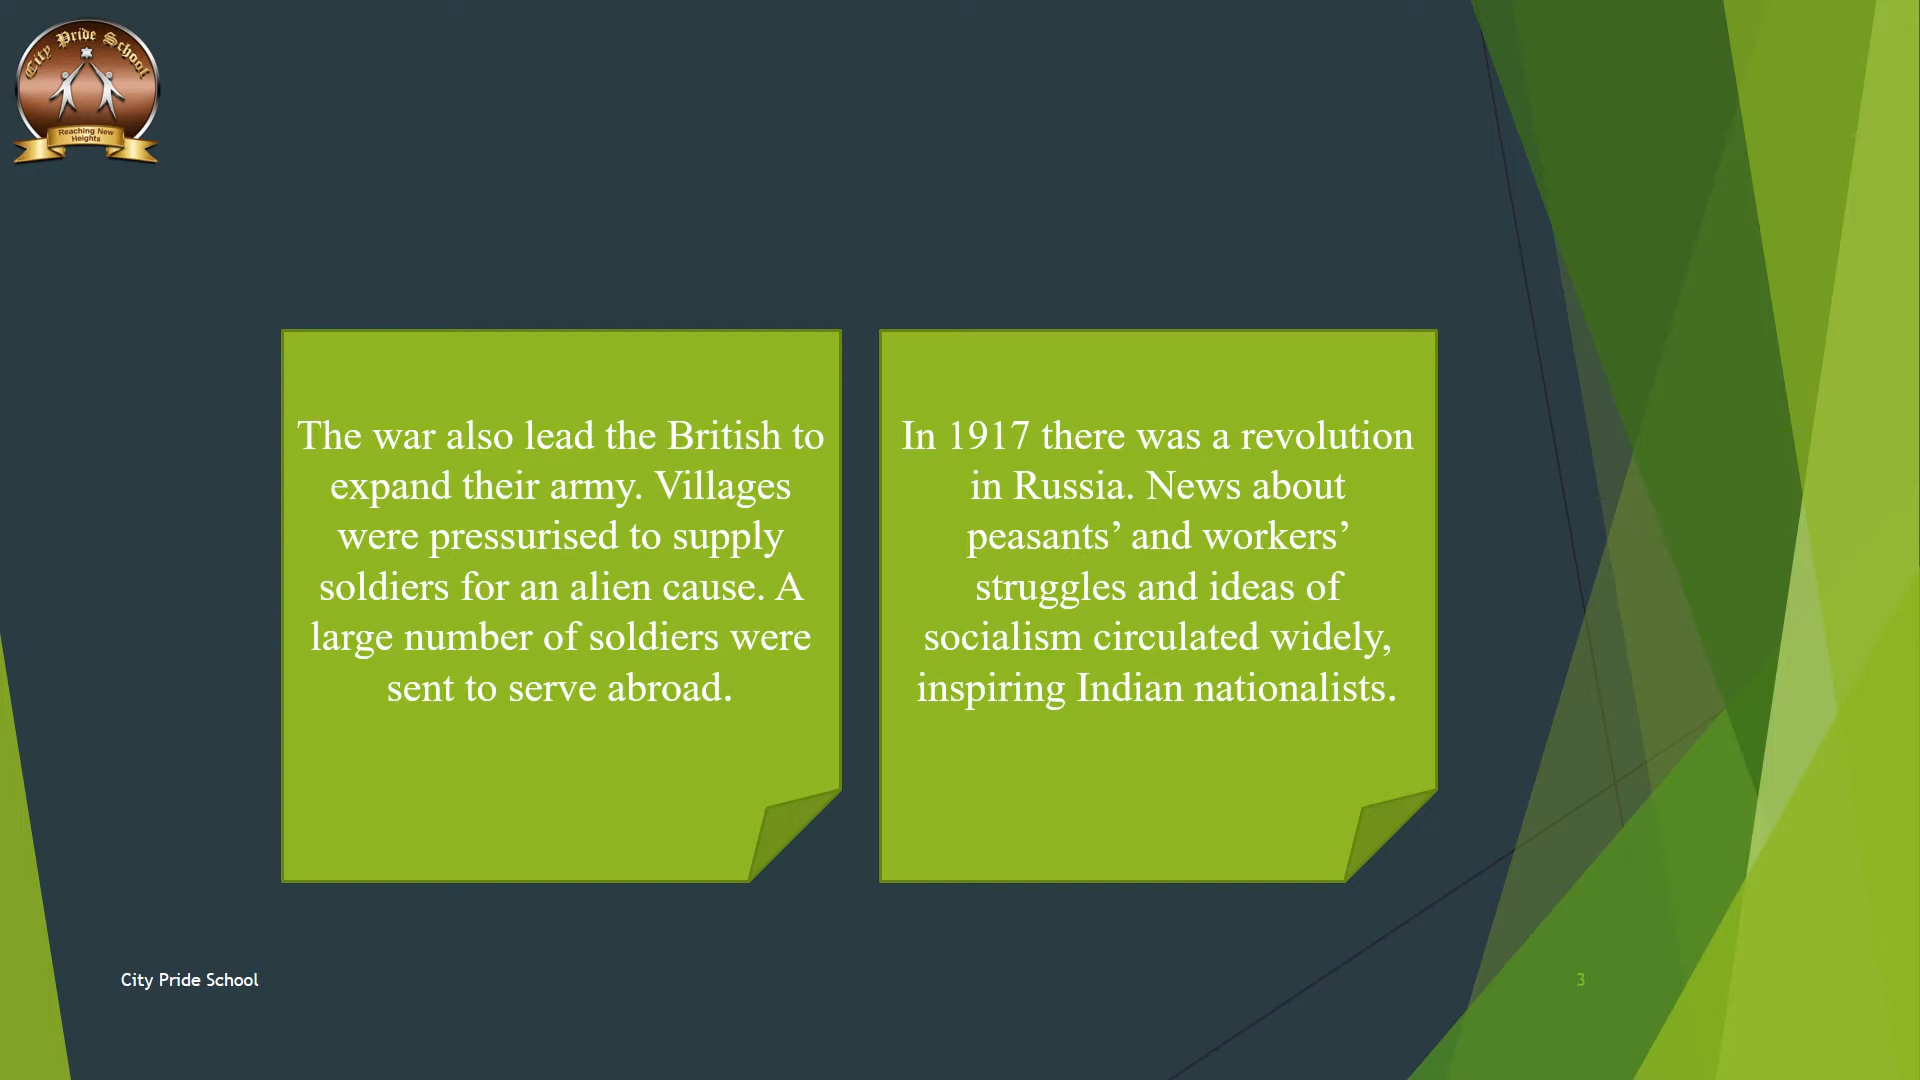 City Pride School
Reaching New
Heights
The war also lead the British to
expand their army. Villages
were pressurised to supply
soldiers for an alien cause. A
large number of soldiers were
sent to serve abroad.
In 1917 there was a revolution
in Russia. News about
peasants’ and workers’
struggles and ideas of
socialism circulated widely,
inspiring Indian nationalists.
City Pride School
3